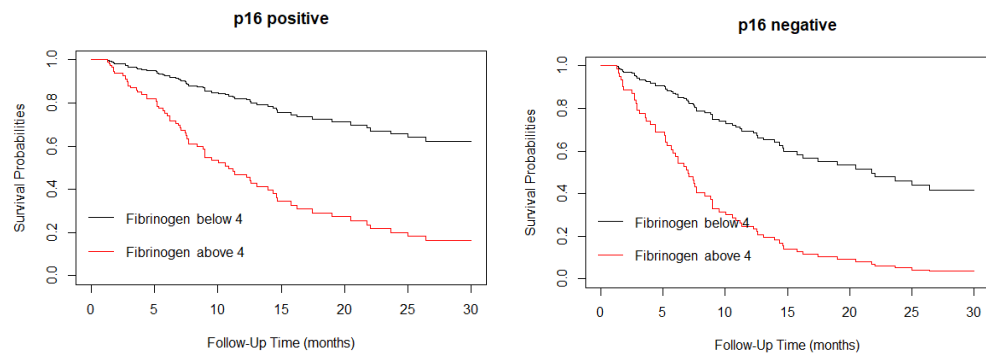 p16 positive
Survival Probabilities
1.0
0.8
0.6
0.4
0.2
0.0
Fibrinogen below 4
Fibrinogen above 4
0 5 10 15 20 25 30
Follow-Up Time (months)
p16 negative
Survival Probabilities
1.0
0.8
0.6
0.4
0.2
0.0
Fibrinogen below 4
Fibrinogen above 4
0 5 10 15 20 25 30
Follow-Up Time (months)